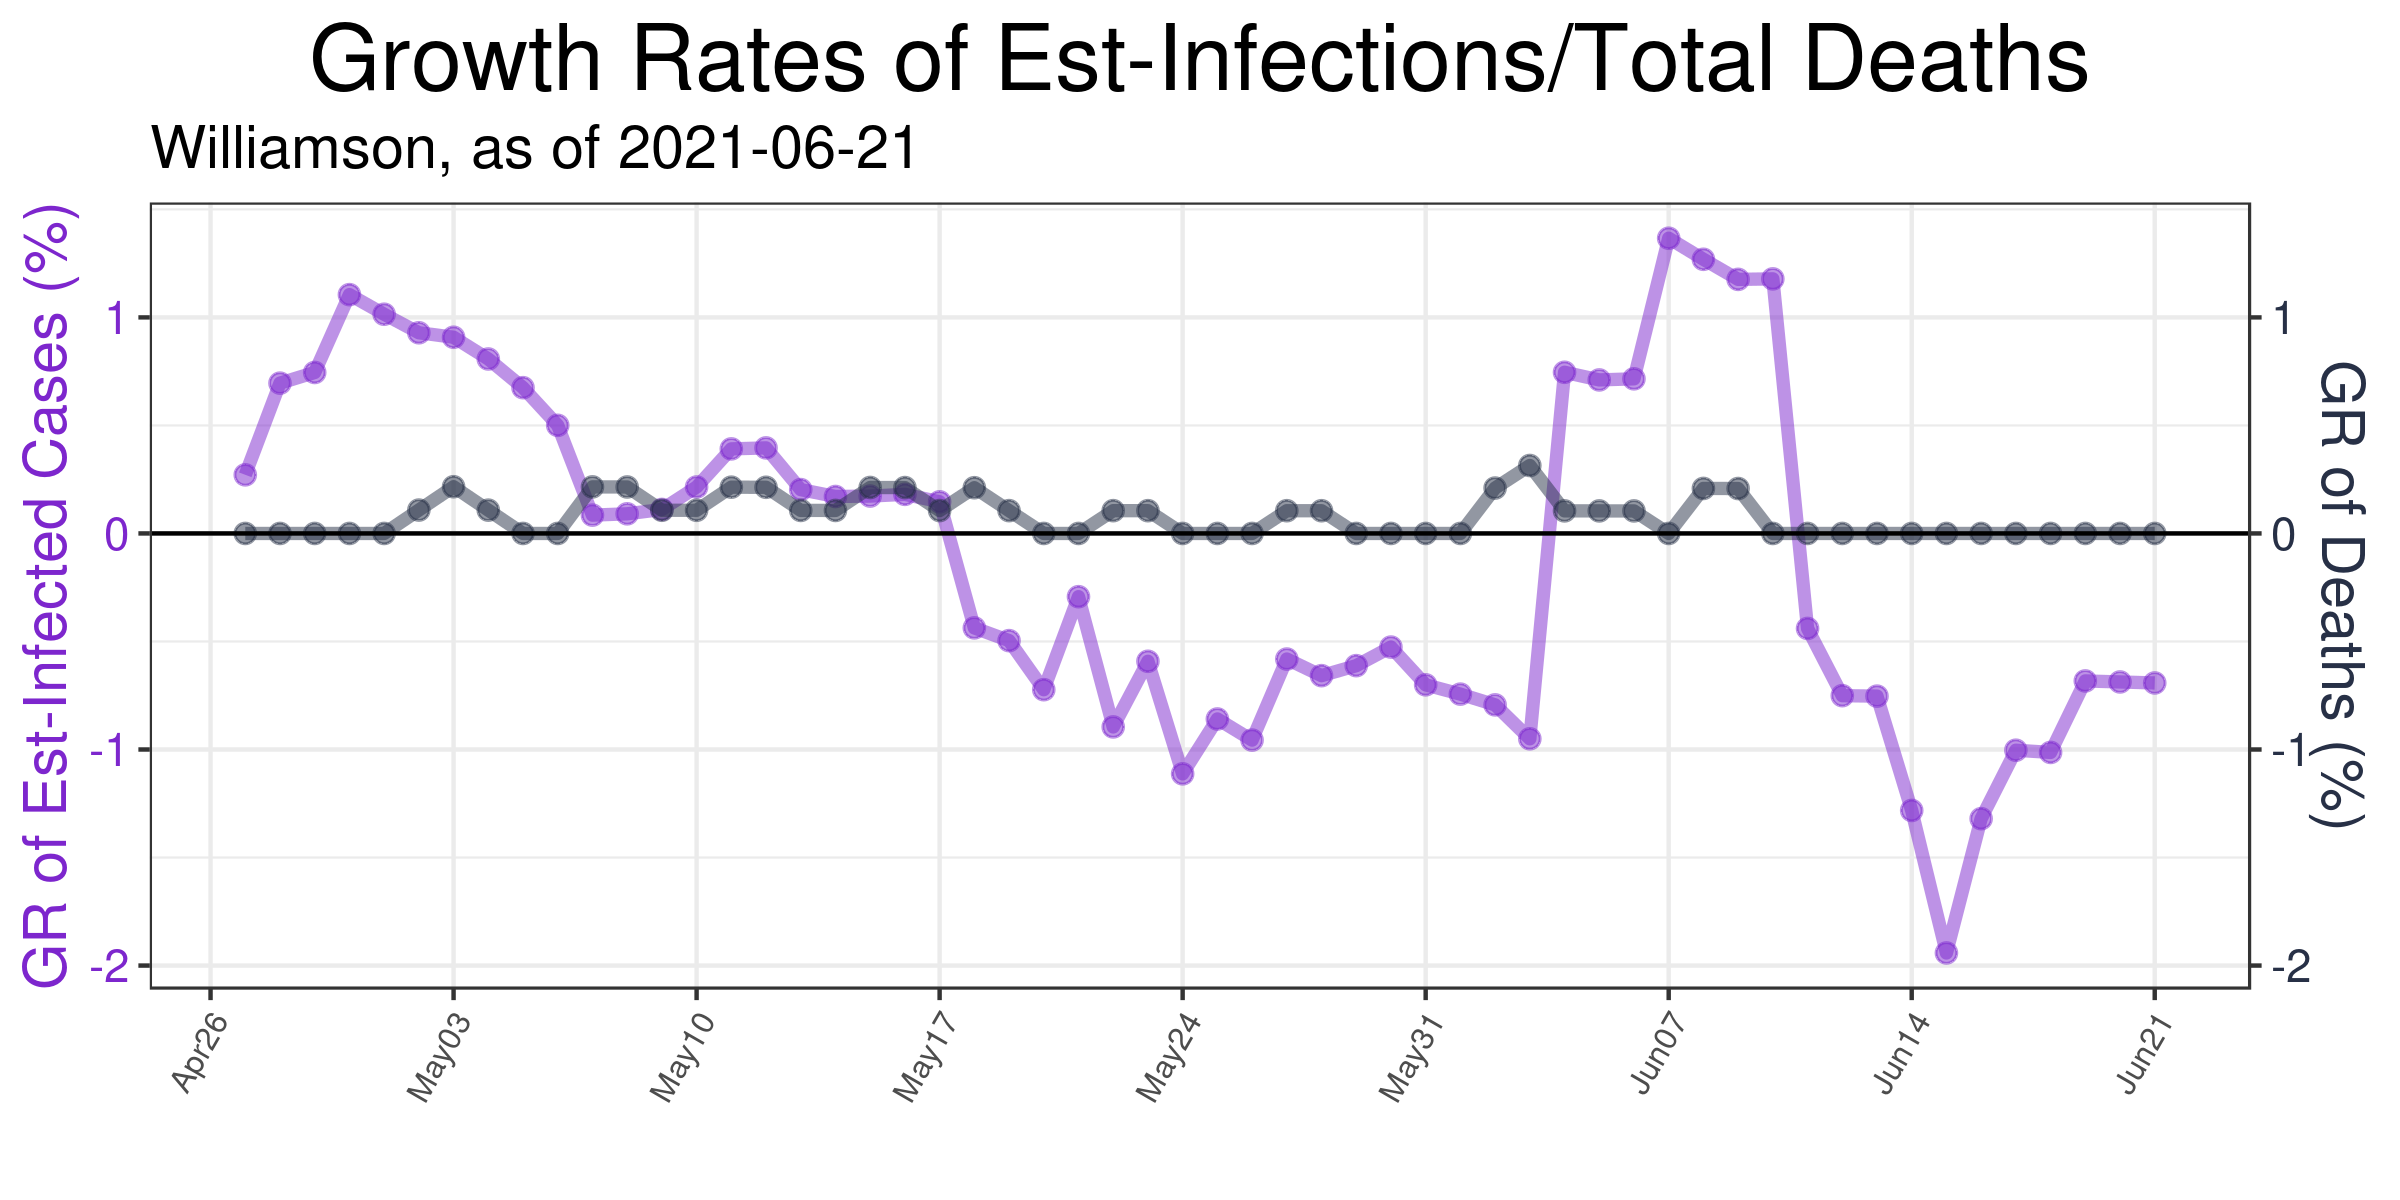 Growth Rates of Est-Infections/Total Deaths
Williamson, as of 2021-06-21
GR of Est-Infected Cases (%)
1
0
-1
-2
1
0
-1
-2
GR of Deaths (%)
Apr26
May03
May10
May17
May24
May31
Jun07
Jun14
Jun21